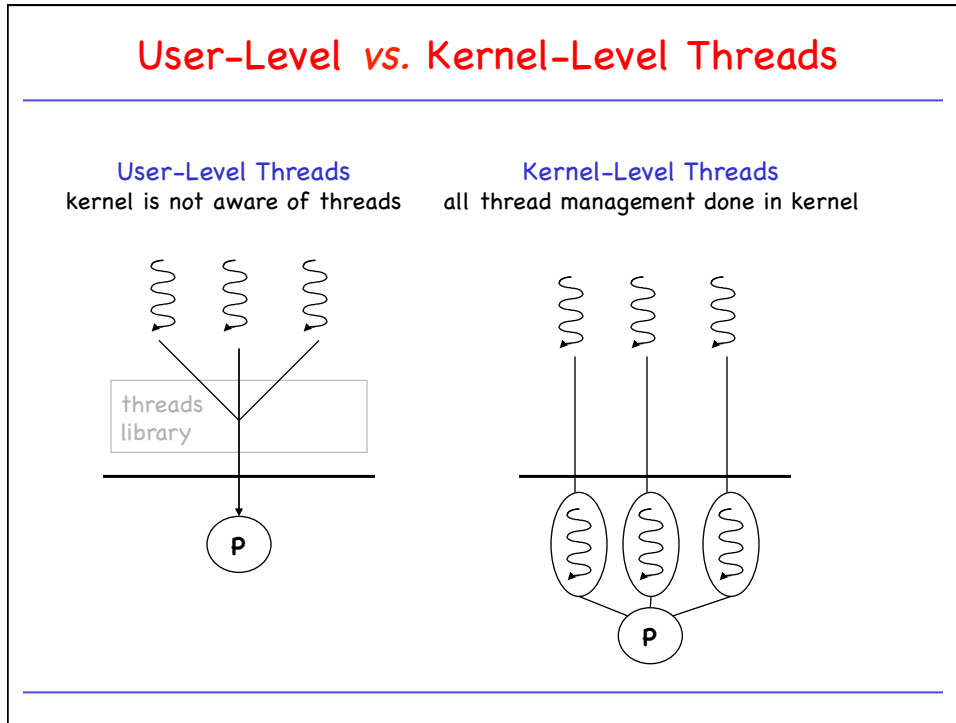 User-Level vs. Kernel-Level Threads
User-Level Threads
kernel is not aware of threads
threads
library
P
Kernel-Level Threads
all thread management done in kernel
P